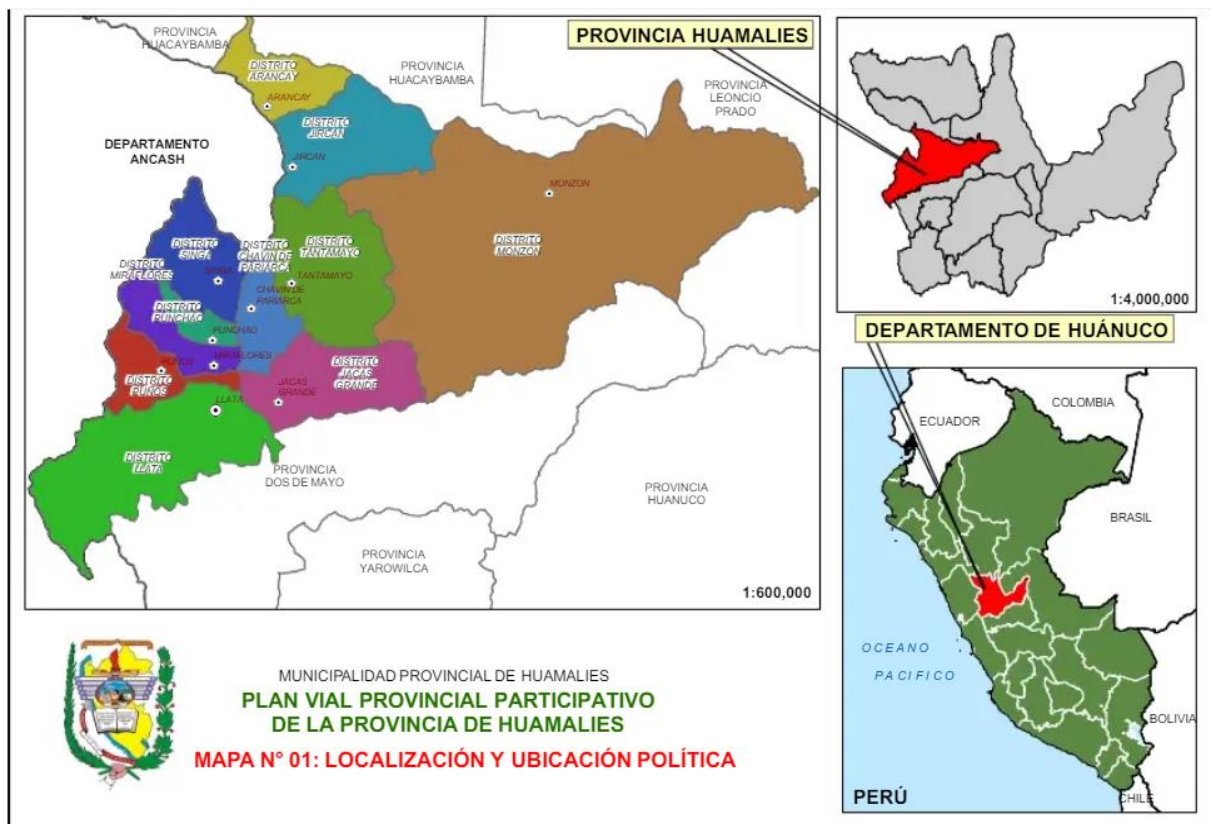 PROVINCIA
HUACAYBAMBA
DISTRITO
ARANCAY
ARANCAY
PROVINCIA
HUACAYBAMBA
PROVINCIA
LEONCIO
PRADO
DEPARTAMENTO
ANCASH
DISTRITO
JIRCAN
JIRCAN
MONZON
DISTRITO
MONZON
DISTRITO
SINGA
SINGA
DISTRITO
CHAVIN DE
PARIARCA
CHAVIN DE
PARIARCA
DISTRITO
TANTAMAYO
TANTAMAYO
DISTRITO
MIRAFLORES
DISTRITO
PUNCHAO
PUNCHAO
MIRAFLORES
PUÑOS
DISTRITO
PUÑOS
DISTRITO
JACAS
GRANDE
JACAS
GRANDE
LLATA
DISTRITO
LLATA
PROVINCIA
DOS DE MAYO
PROVINCIA
HUANUCO
PROVINCIA
YAROWILCA
1:600,000
PROVINCIA HUAMALIES
1:4,000,000
DEPARTAMENTO DE HUÁNUCO
ECUADOR
COLOMBIA
BRASIL
OCEANO
PACIFICO
BOLIVIA
PERÚ
CHILE
MUNICIPALIDAD PROVINCIAL DE HUAMALIES
PLAN VIAL PROVINCIAL PARTICIPATIVO
DE LA PROVINCIA DE HUAMALIES
MAPA N° 01: LOCALIZACIÓN Y UBICACIÓN POLÍTICA